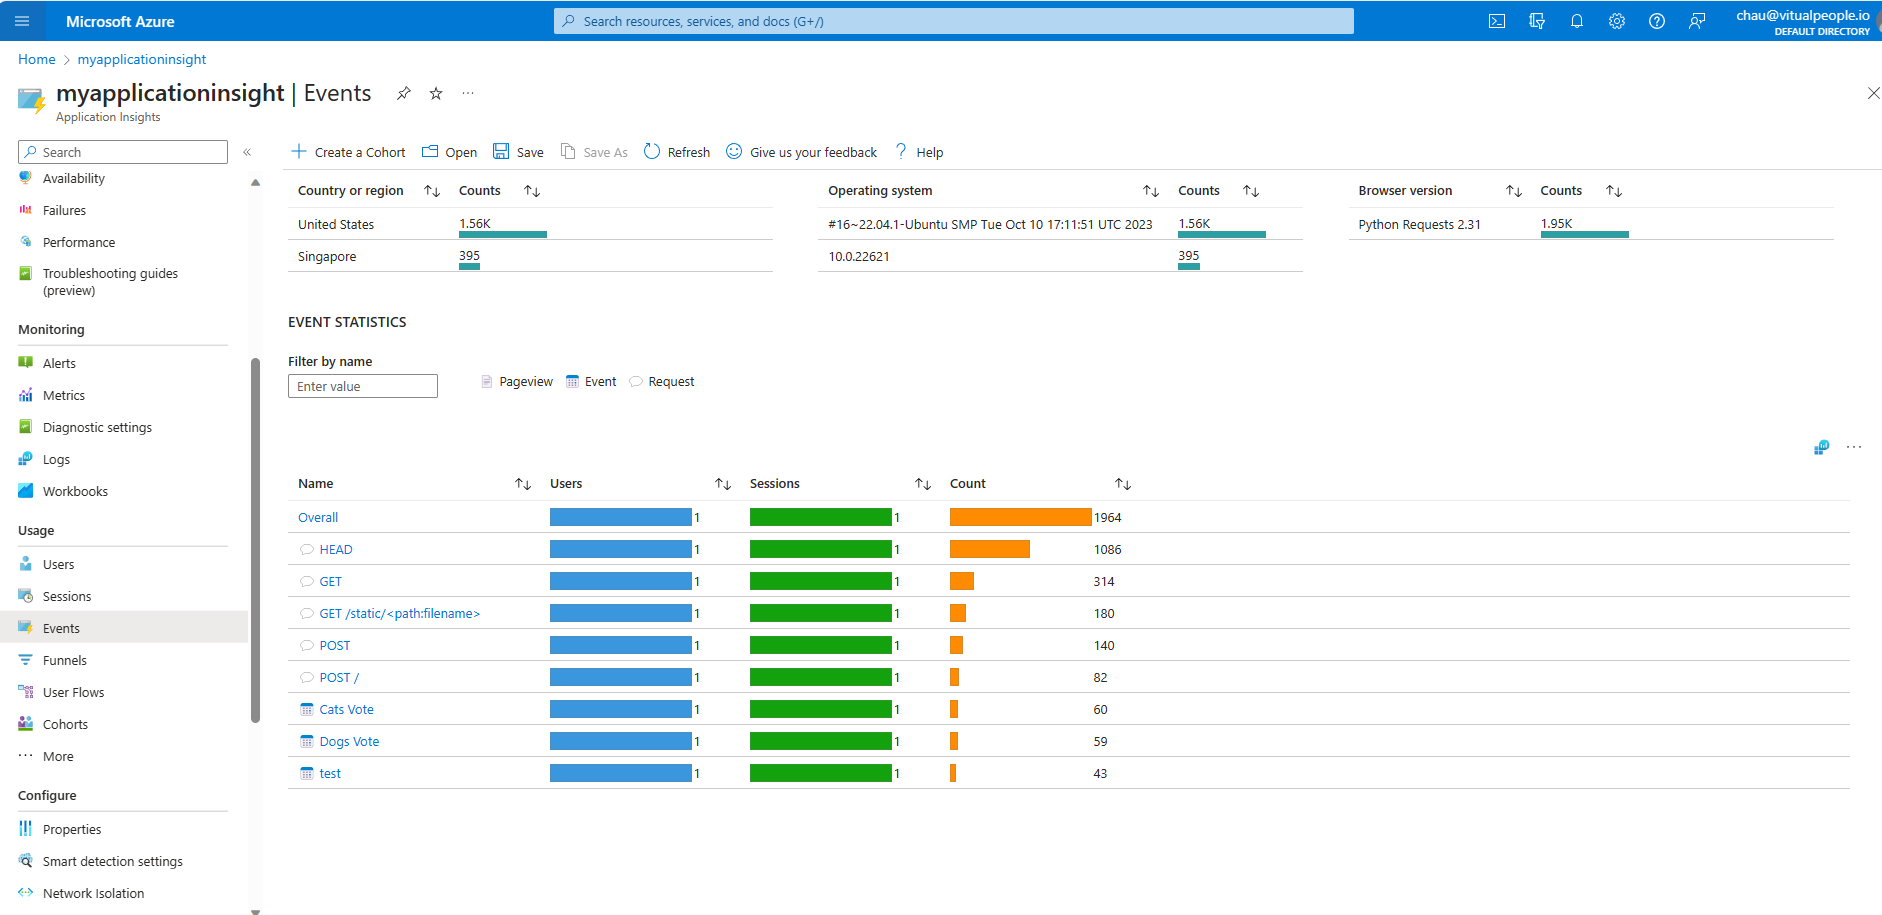 Microsoft Azure
Search resources, services, and docs (G+/)
chau@vitualpeople.io
DEFAULT DIRECTORY
Home > myapplicationinsight
myapplicationinsight | Events
Application Insights
Search
Availability
Failures
Performance
Troubleshooting guides
(preview)
Monitoring
Alerts
Metrics
Diagnostic settings
Logs
Workbooks
Usage
Users
Sessions
Events
Funnels
User Flows
Cohorts
More
Configure
Properties
Smart detection settings
Network Isolation
Create a Cohort Open Save Save As Refresh Give us your feedback ? Help
Country or region Counts
United States 1.56K
Singapore 395
Operating system Counts
#16~22.04.1-Ubuntu SMP Tue Oct 10 17:11:51 UTC 2023 1.56K
10.0.22621 395
Browser version Counts
Python Requests 2.31 1.95K
EVENT STATISTICS
Filter by name
Enter value
Pageview Event Request
Name Users Sessions Count
Overall 1 1 1964
HEAD 1 1 1086
GET 1 1 314
GET /static/<path:filename> 1 1 180
POST 1 1 140
POST / 1 1 82
Cats Vote 1 1 60
Dogs Vote 1 1 59
test 1 1 43